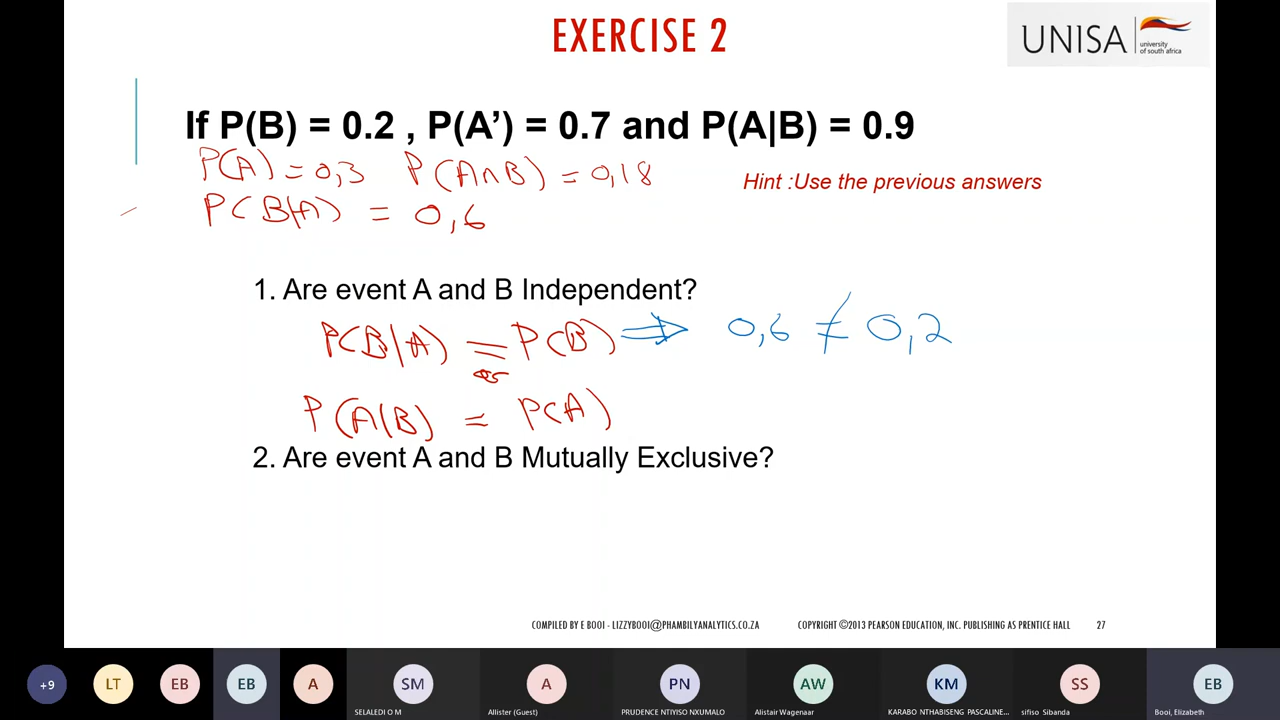 EXERCISE 2
UNISA university of south africa
If P(B) = 0.2 , P(A’) = 0.7 and P(A|B) = 0.9
P(A) = 0,3 P(A∩B) = 0,18
Hint :Use the previous answers
P(B|A) = 0,6
1. Are event A and B Independent?
P(B|A) = P(B) ⇒ 0,6 ≠ 0,2
or
P(A|B) = P(A)
2. Are event A and B Mutually Exclusive?
COMPILED BY E BOOI - LIZZYBOOI@PHAMBILYANALYTICS.CO.ZA COPYRIGHT ©2013 PEARSON EDUCATION, INC. PUBLISHING AS PRENTICE HALL 27
+9 LT EB EB A SM A PN AW KM SS EB
SELALEDI O M Allister (Guest) PRUDENCE NTIYISO NXUMALO Alistair Wagenaar KARABO NTHABISENG PASCALINE... sifiso Sibanda Booi, Elizabeth